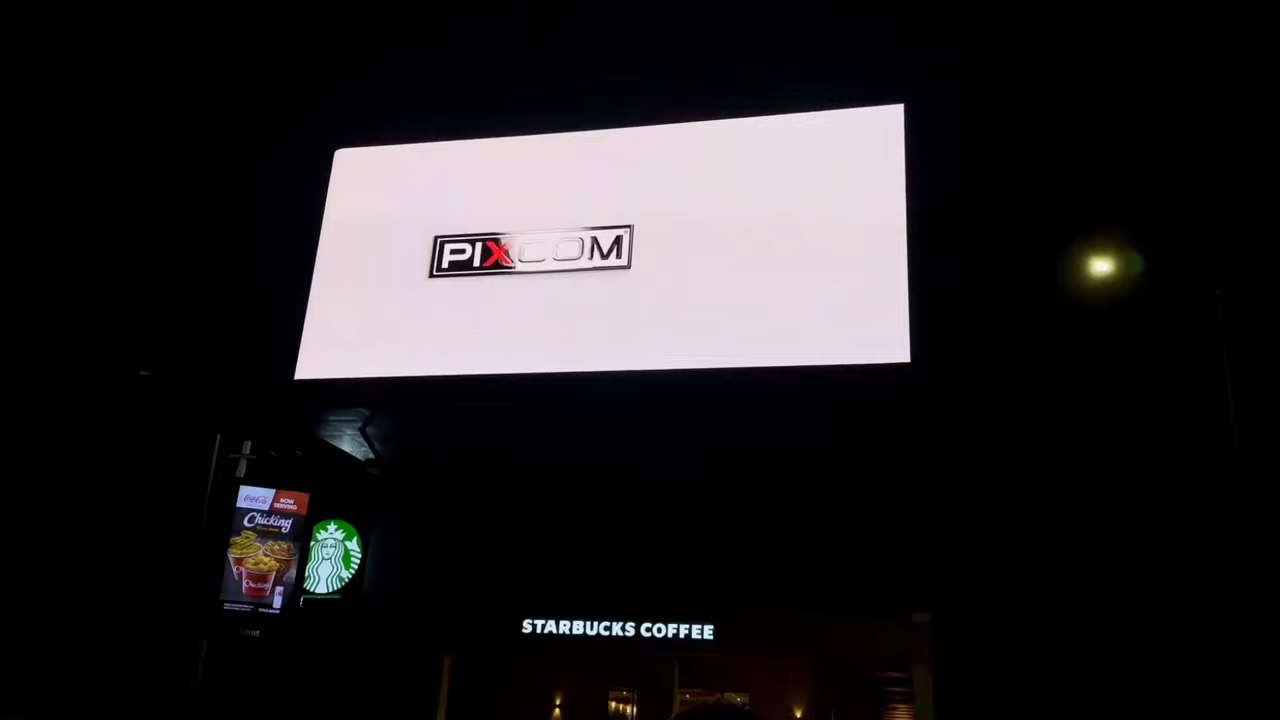 PIXCOM
Coca-Cola
NOW
SERVING
Chicking
Chicking
STARBUCKS COFFEE